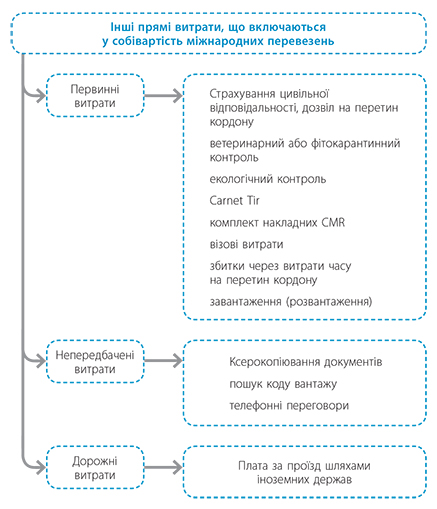 Інші прямі витрати, що включаються
у собівартість міжнародних перевезень
Первинні
витрати
Страхування цивільної
відповідальності, дозвіл на перетин
кордону
ветеринарний або фітокарантинний
контроль
екологічний контроль
Carnet Tir
комплект накладних CMR
візові витрати
збитки через витрати часу
на перетин кордону
завантаження (розвантаження)
Непередбачені
витрати
Ксерокопіювання документів
пошук коду вантажу
телефонні переговори
Дорожні
витрати
Плата за проїзд шляхами
іноземних держав